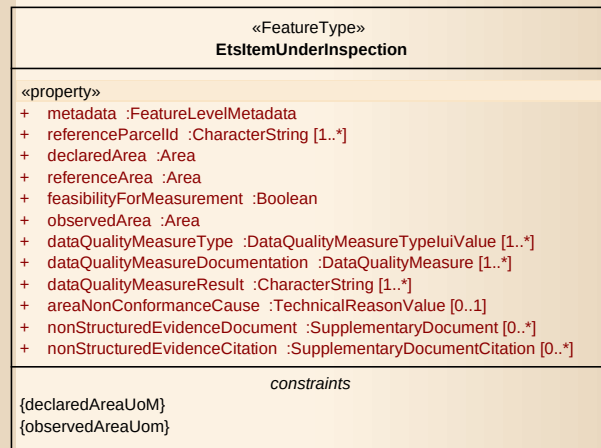 «FeatureType»
EtsItemUnderInspection
«property»
+ metadata :FeatureLevelMetadata
+ referenceParcelId :CharacterString [1..*]
+ declaredArea :Area
+ referenceArea :Area
+ feasibilityForMeasurement :Boolean
+ observedArea :Area
+ dataQualityMeasureType :DataQualityMeasureTypeIuiValue [1..*]
+ dataQualityMeasureDocumentation :DataQualityMeasure [1..*]
+ dataQualityMeasureResult :CharacterString [1..*]
+ areaNonConformanceCause :TechnicalReasonValue [0..1]
+ nonStructuredEvidenceDocument :SupplementaryDocument [0..*]
+ nonStructuredEvidenceCitation :SupplementaryDocumentCitation [0..*]
constraints
{declaredAreaUoM}
{observedAreaUom}